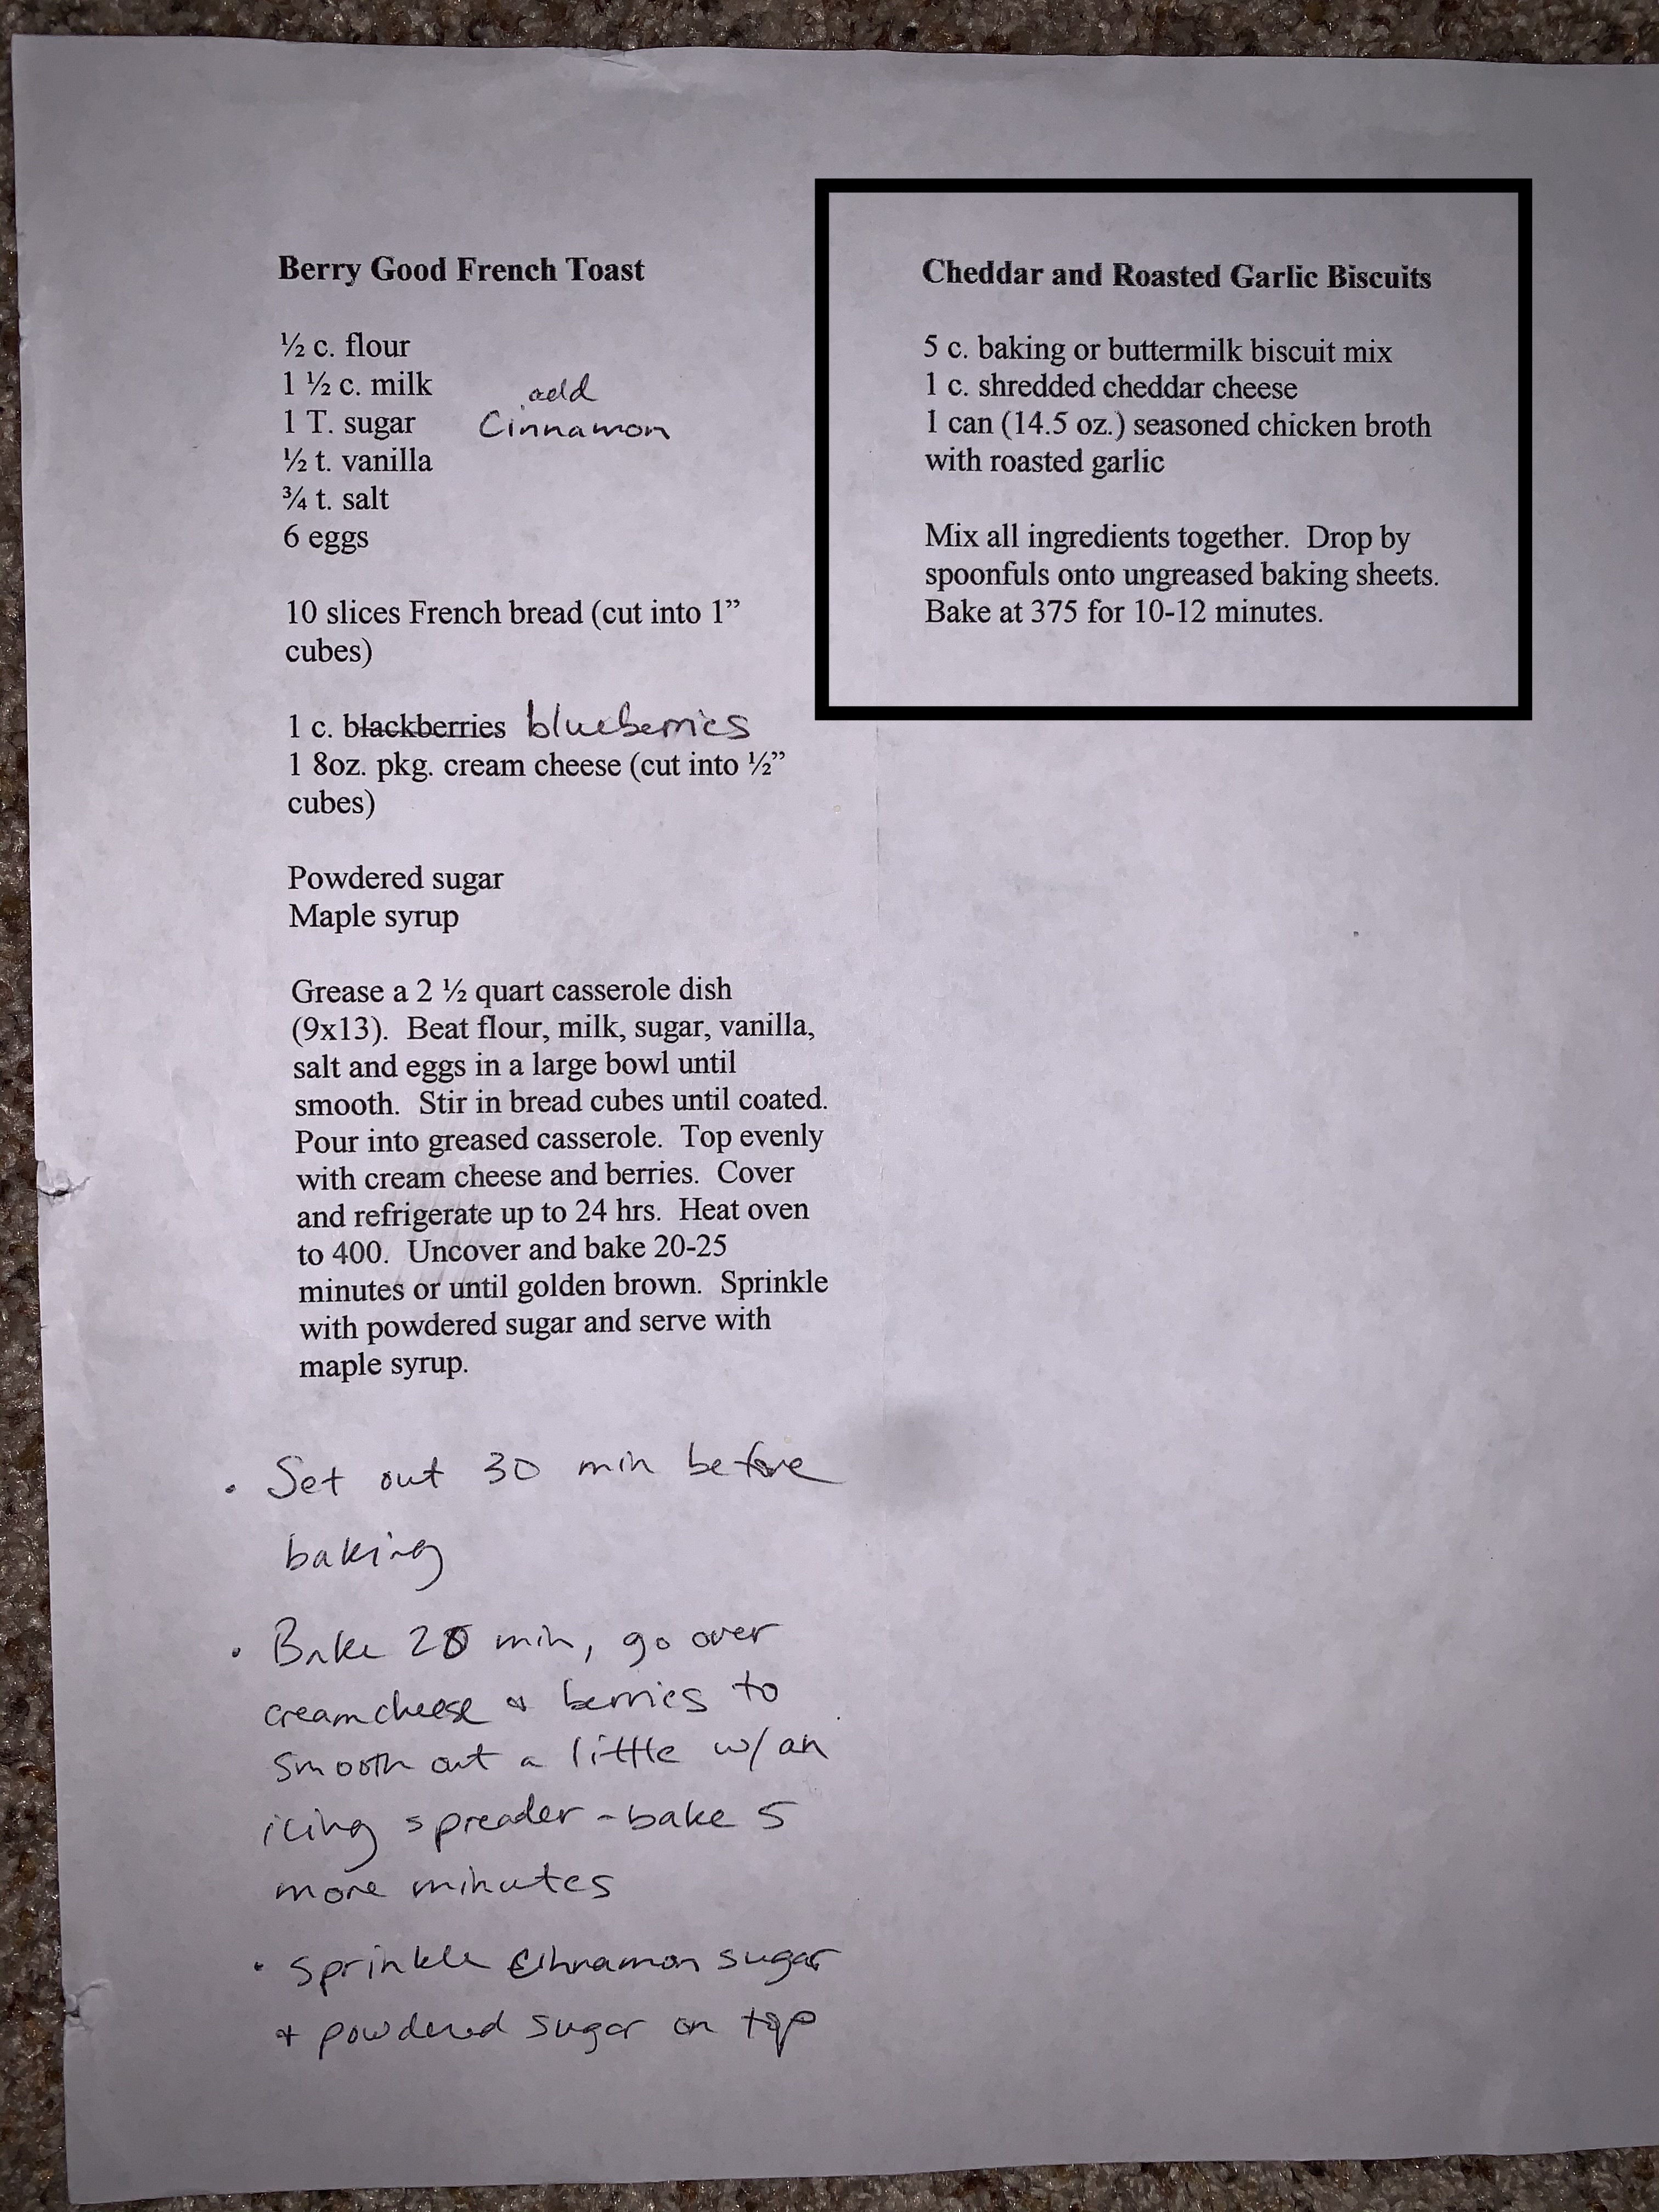 Berry Good French Toast
½ c. flour
1 ½ c. milk
add
1 T. sugar
Cinnamon
½ t. vanilla
¾ t. salt
6 eggs
10 slices French bread (cut into 1”
cubes)
1 c. blackberries blueberries
1 8oz. pkg. cream cheese (cut into ½”
cubes)
Powdered sugar
Maple syrup
Grease a 2 ½ quart casserole dish
(9x13).  Beat flour, milk, sugar, vanilla,
salt and eggs in a large bowl until
smooth.  Stir in bread cubes until coated.
Pour into greased casserole.  Top evenly
with cream cheese and berries.  Cover
and refrigerate up to 24 hrs.  Heat oven
to 400.  Uncover and bake 20-25
minutes or until golden brown.  Sprinkle
with powdered sugar and serve with
maple syrup.
• Set out 30 min before
baking
• Bake 20 min, go over
creamcheese & berries to
smooth out a little w/ an
icing spreader - bake 5
more minutes
• sprinkle cinnamon sugar
& powdered sugar on top
Cheddar and Roasted Garlic Biscuits
5 c. baking or buttermilk biscuit mix
1 c. shredded cheddar cheese
1 can (14.5 oz.) seasoned chicken broth
with roasted garlic
Mix all ingredients together.  Drop by
spoonfuls onto ungreased baking sheets.
Bake at 375 for 10-12 minutes.